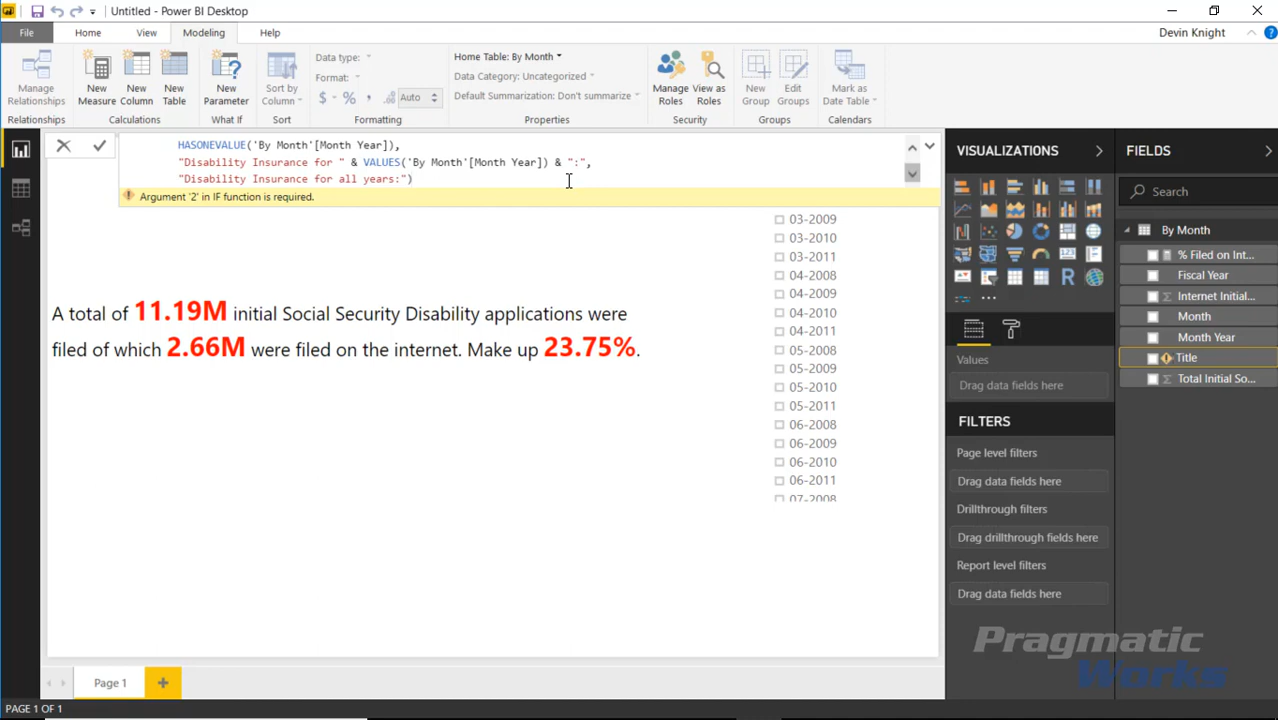 Untitled - Power BI Desktop
File
Home
View
Modeling
Help
Devin Knight
Manage Relationships
New Measure
New Column
New Table
New Parameter
Sort by Column
Data type:
Format:
$ % , .00 Auto
Home Table: By Month
Data Category: Uncategorized
Default Summarization: Don't summarize
Manage Roles
View as Roles
New Group
Edit Groups
Mark as Date Table
Relationships
Calculations
What If
Sort
Formatting
Properties
Security
Groups
Calendars
HASONEVALUE('By Month'[Month Year]),
"Disability Insurance for " & VALUES('By Month'[Month Year]) & ":",
"Disability Insurance for all years:")
Argument '2' in IF function is required.
03-2009
03-2010
03-2011
04-2008
04-2009
04-2010
04-2011
05-2008
05-2009
05-2010
05-2011
06-2008
06-2009
06-2010
06-2011
07-2008
A total of 11.19M initial Social Security Disability applications were
filed of which 2.66M were filed on the internet. Make up 23.75%.
VISUALIZATIONS
R
Values
Drag data fields here
FILTERS
Page level filters
Drag data fields here
Drillthrough filters
Drag drillthrough fields here
Report level filters
Drag data fields here
FIELDS
Search
By Month
% Filed on Int...
Fiscal Year
Internet Initial...
Month
Month Year
Title
Total Initial So...
Pragmatic
Works
Page 1
PAGE 1 OF 1